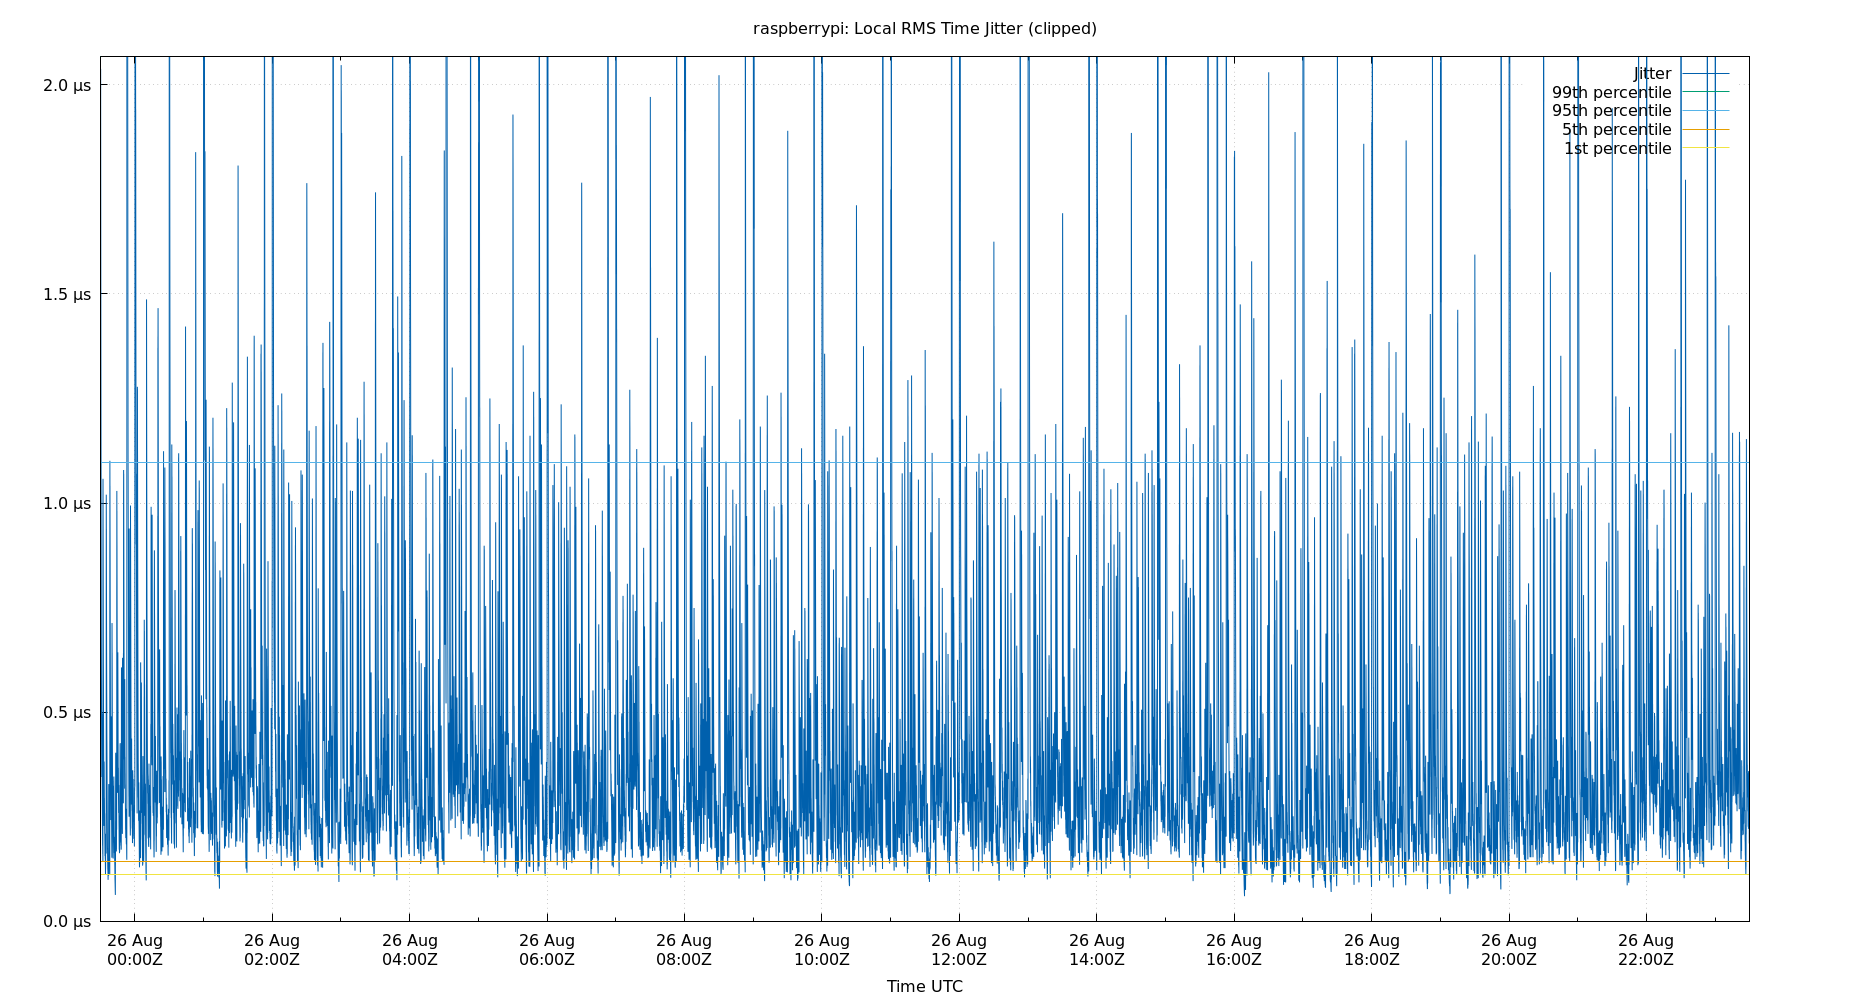 raspberrypi: Local RMS Time Jitter (clipped)
2.0 μs
1.5 μs
1.0 μs
0.5 μs
0.0 μs
Jitter
99th percentile
95th percentile
5th percentile
1st percentile
26 Aug 26 Aug 26 Aug 26 Aug 26 Aug 26 Aug 26 Aug 26 Aug 26 Aug 26 Aug 26 Aug 26 Aug
00:00Z 02:00Z 04:00Z 06:00Z 08:00Z 10:00Z 12:00Z 14:00Z 16:00Z 18:00Z 20:00Z 22:00Z
Time UTC